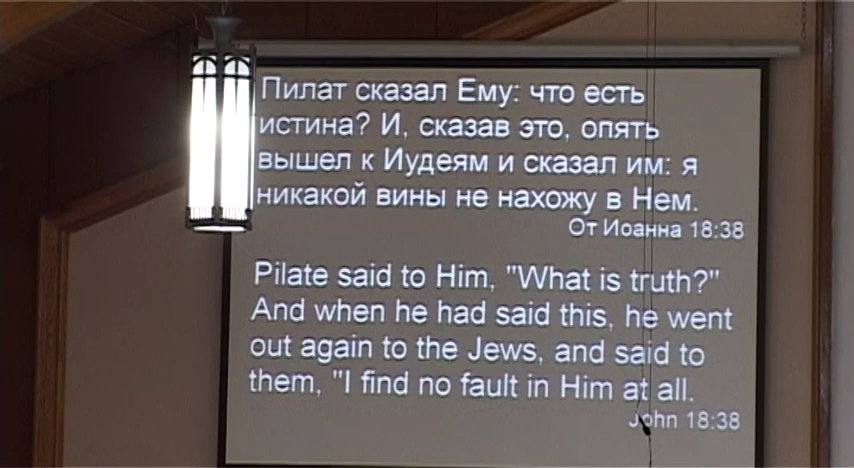 Пилат сказал Ему: что есть
истина? И, сказав это, опять
вышел к Иудеям и сказал им: я
никакой вины не нахожу в Нем.
От Иоанна 18:38
Pilate said to Him, "What is truth?"
And when he had said this, he went
out again to the Jews, and said to
them, "I find no fault in Him at all.
John 18:38